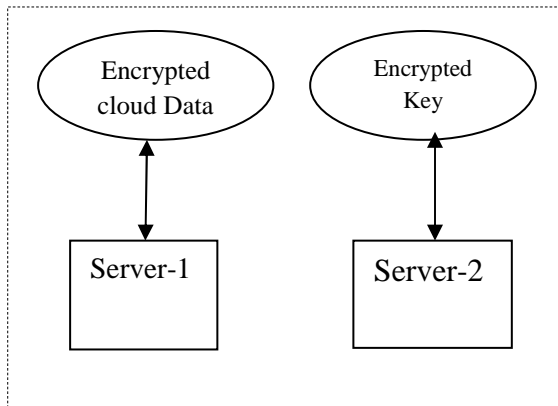 Encrypted
cloud Data
Encrypted
Key
Server-1
Server-2